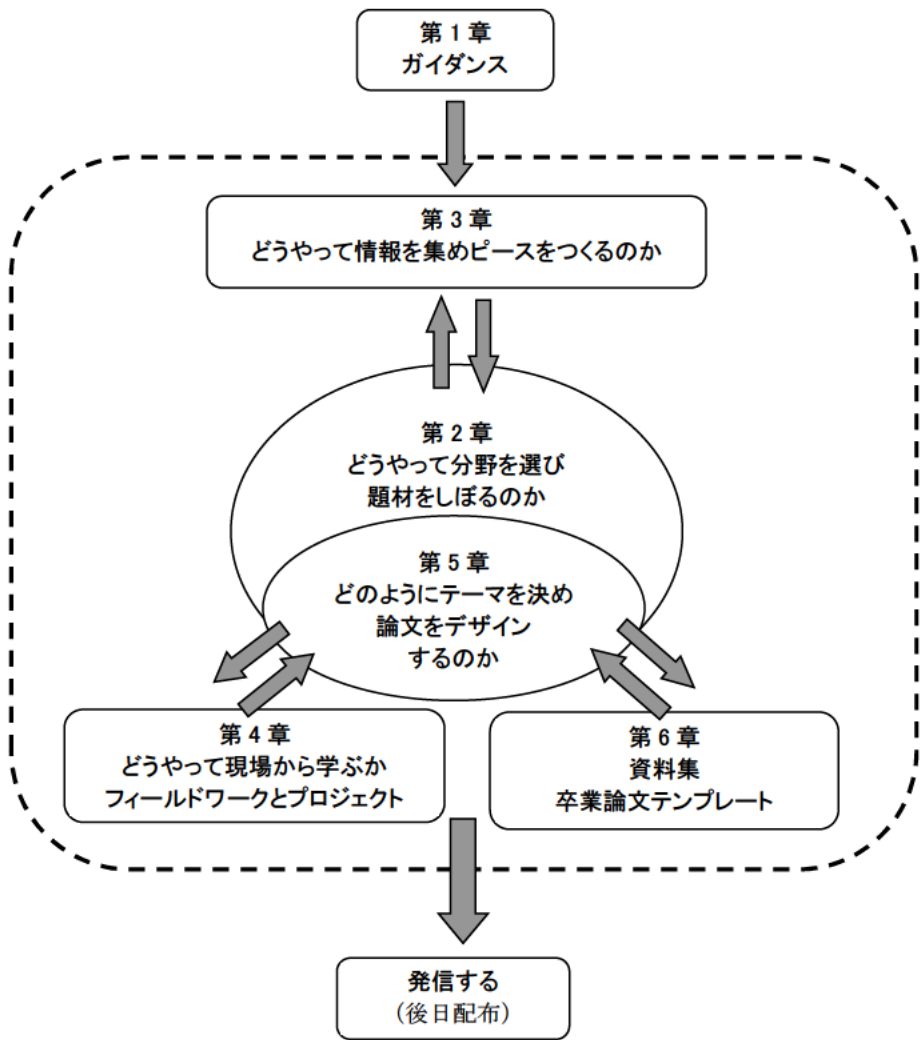 第1章
ガイダンス
第3章
どうやって情報を集めピースをつくるのか
第2章
どうやって分野を選び
題材をしぼるのか
第5章
どのようにテーマを決め
論文をデザイン
するのか
第4章
どうやって現場から学ぶか
フィールドワークとプロジェクト
第6章
資料集
卒業論文テンプレート
発信する
(後日配布)